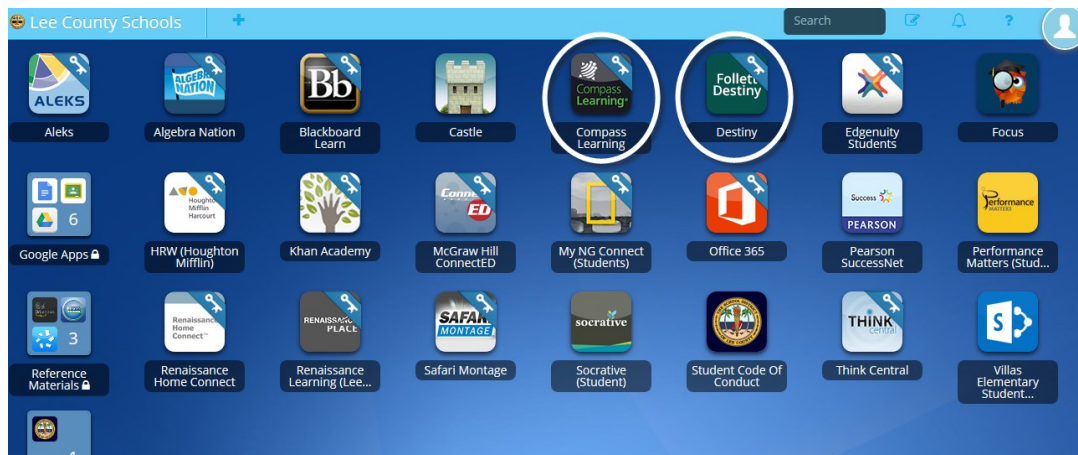 Lee County Schools
+
Search
?
ALEKS
ALGEBRA
NATION
Bb
Compass
Learning
Follett
Destiny
Aleks
Algebra Nation
Blackboard
Learn
Castle
Compass
Learning
Destiny
Edgenuity
Students
Focus
6
Houghton
Mifflin
Harcourt
Connect
ED
Success
PEARSON
Performance
MATTERS
Google Apps
HRW (Houghton
Mifflin)
Khan Academy
McGraw Hill
ConnectED
My NG Connect
(Students)
Office 365
Pearson
SuccessNet
Performance
Matters (Stud...
3
Renaissance
Home
Connect™
RENAISSANCE
PLACE
SAFARI
MONTAGE
socrative
THINK
central
S
Reference
Materials
Renaissance
Home Connect
Renaissance
Learning (Lee...
Safari Montage
Socrative
(Student)
Student Code Of
Conduct
Think Central
Villas
Elementary
Student...